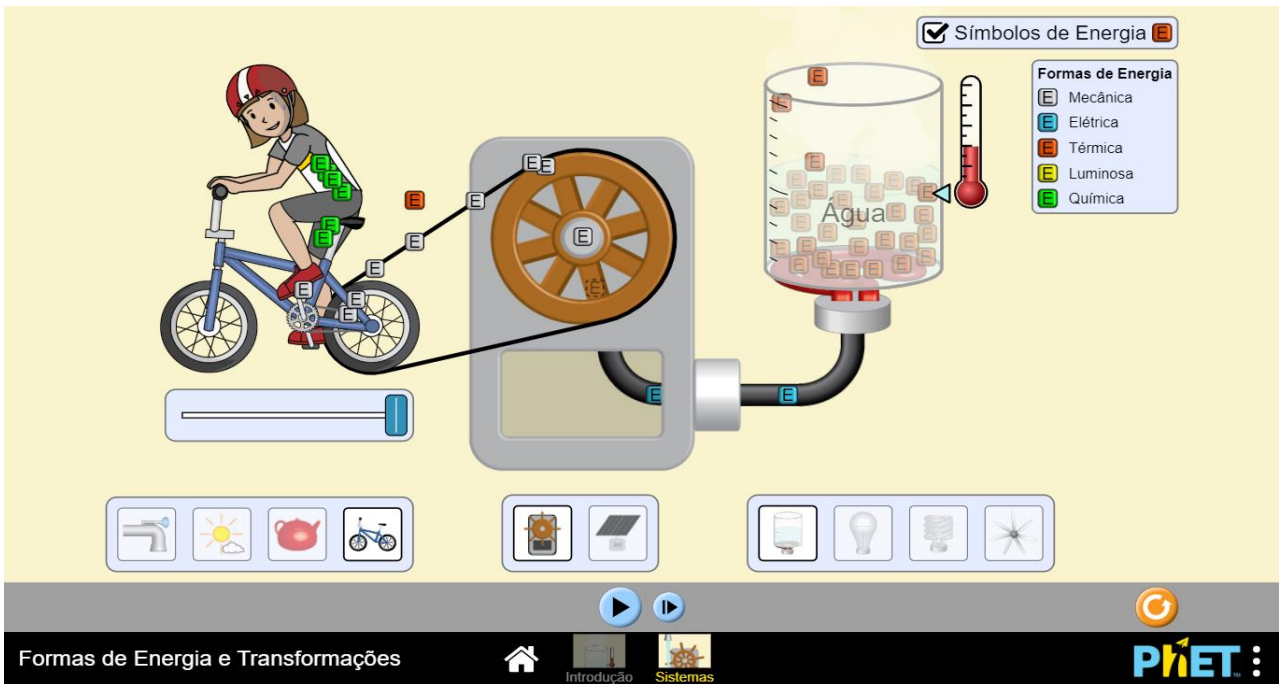 Símbolos de Energia E
Formas de Energia
E Mecânica
E Elétrica
E Térmica
E Luminosa
E Química
Água
Formas de Energia e Transformações
Introdução
Sistemas
PhET